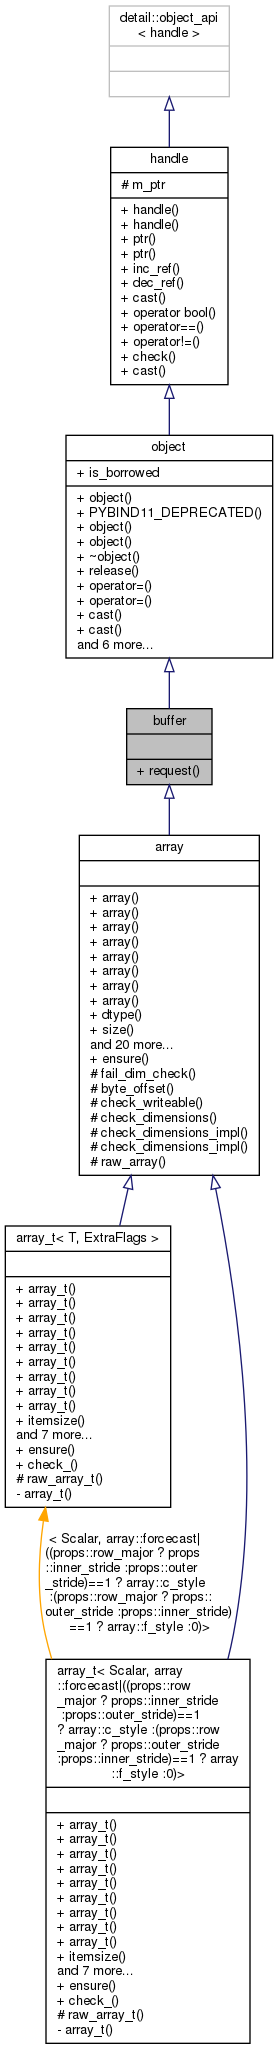 detail::object_api
< handle >
handle
# m_ptr
+ handle()
+ handle()
+ ptr()
+ ptr()
+ inc_ref()
+ dec_ref()
+ cast()
+ operator bool()
+ operator==()
+ operator!=()
+ check()
+ cast()
object
+ is_borrowed
+ object()
+ PYBIND11_DEPRECATED()
+ object()
+ object()
+ ~object()
+ release()
+ operator=()
+ operator=()
+ cast()
+ cast()
and 6 more...
buffer
+ request()
array
+ array()
+ array()
+ array()
+ array()
+ array()
+ array()
+ array()
+ array()
+ dtype()
+ size()
and 20 more...
+ ensure()
# fail_dim_check()
# byte_offset()
# check_writeable()
# check_dimensions()
# check_dimensions_impl()
# check_dimensions_impl()
# raw_array()
array_t< T, ExtraFlags >
+ array_t()
+ array_t()
+ array_t()
+ array_t()
+ array_t()
+ array_t()
+ array_t()
+ array_t()
+ array_t()
+ itemsize()
and 7 more...
+ ensure()
+ check_()
# raw_array_t()
- array_t()
< Scalar, array::forcecast|
((props::row_major ? props
::inner_stride :props::outer
_stride)==1 ? array::c_style
:(props::row_major ? props::
outer_stride :props::inner_stride)
==1 ? array::f_style :0)>
array_t< Scalar, array
::forcecast|((props::row
_major ? props::inner_stride
:props::outer_stride)==1
? array::c_style :(props::row
_major ? props::outer_stride
:props::inner_stride)==1 ? array
::f_style :0)>
+ array_t()
+ array_t()
+ array_t()
+ array_t()
+ array_t()
+ array_t()
+ array_t()
+ array_t()
+ array_t()
+ itemsize()
and 7 more...
+ ensure()
+ check_()
# raw_array_t()
- array_t()